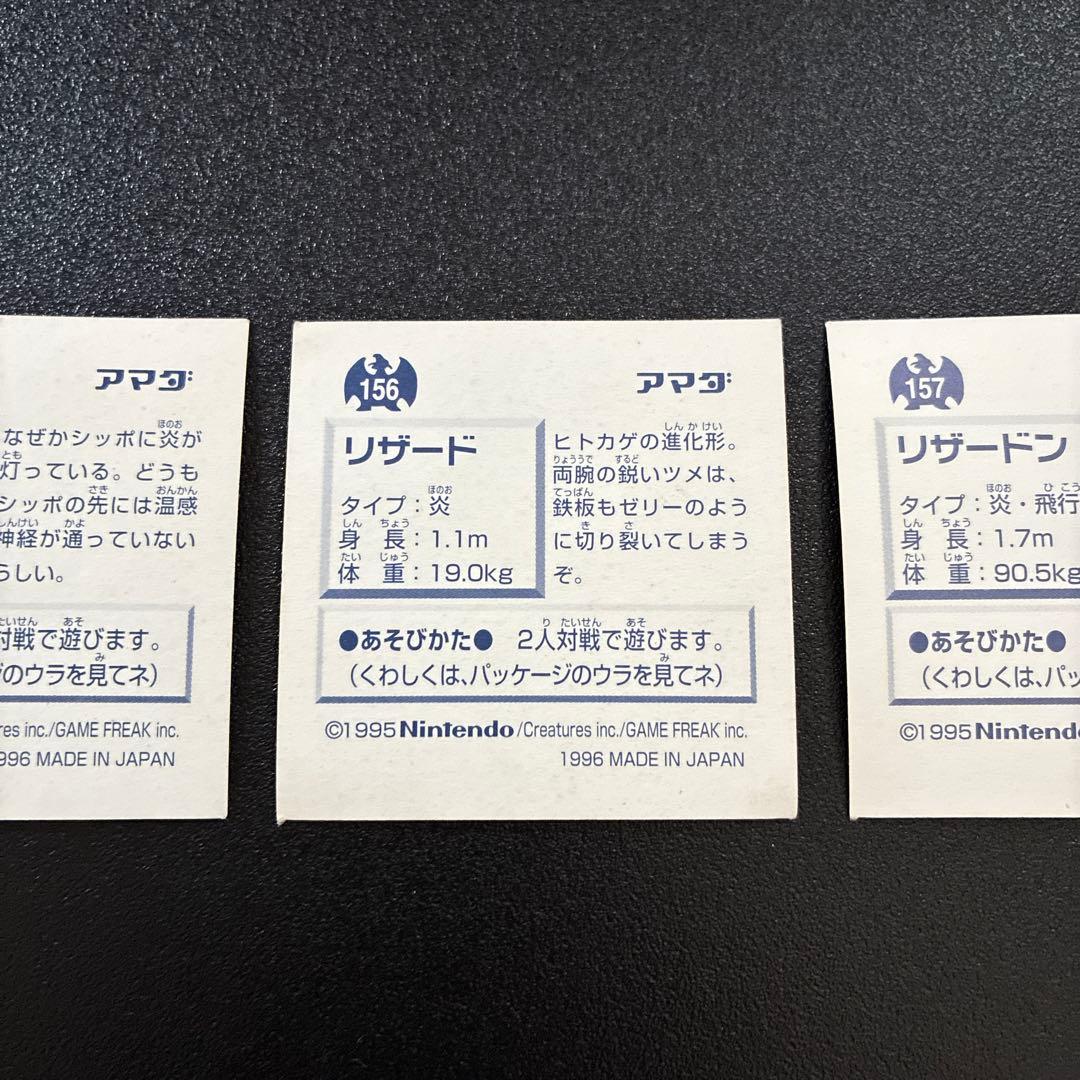 アマダ
なぜかシッポに炎が
灯っている。どうも
シッポの先には温感
神経が通っていない
らしい。
対戦で遊びます。
のウラを見てネ)
res inc./GAME FREAK inc.
996 MADE IN JAPAN
156
アマダ
リザード
タイプ:炎
身長:1.1m
体重:19.0kg
ヒトカゲの進化形。
両腕の鋭いツメは、
鉄板もゼリーのよう
に切り裂いてしまう
ぞ。
●あそびかた● 2人対戦で遊びます。
(くわしくは、パッケージのウラを見てネ)
©1995 Nintendo/Creatures inc./GAME FREAK inc.
1996 MADE IN JAPAN
157
リザードン
タイプ:炎・飛行
身長:1.7m
体重:90.5kg
●あそびかた●
(くわしくは、パッ
©1995 Nintendo